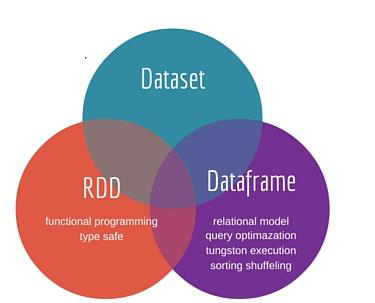 Dataset
RDD
functional programming
type safe
Dataframe
relational model
query optimazation
tungston execution
sorting shuffeling